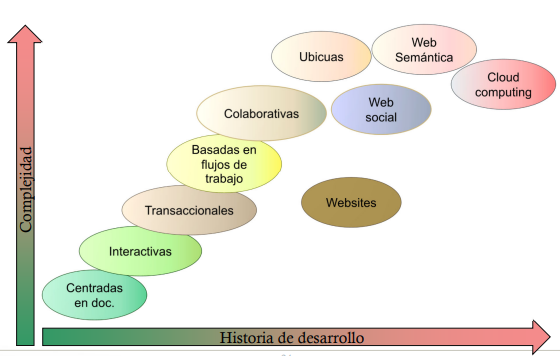 Web
Semántica
Ubicuas
Cloud
computing
Colaborativas
Web
social
Basadas en
flujos de
trabajo
Transaccionales
Websites
Interactivas
Centradas
en doc.
Complejidad
Historia de desarrollo